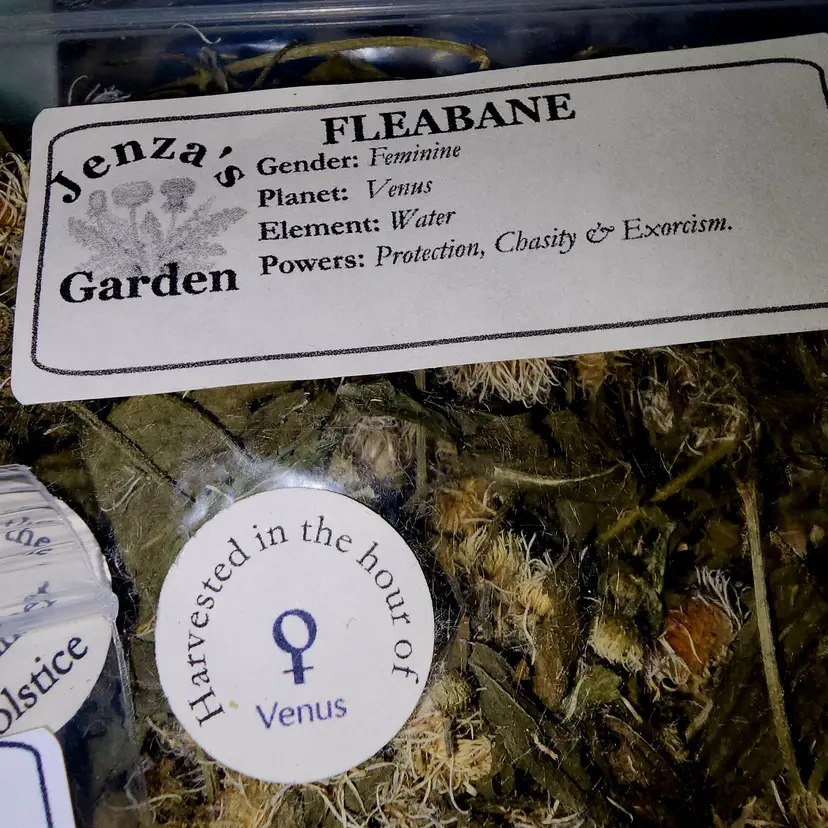 FLEABANE
Jenza's
Garden
Gender: Feminine
Planet: Venus
Element: Water
Powers: Protection, Chasity & Exorcism.
Harvested in the hour of
♀
Venus
the
olstice